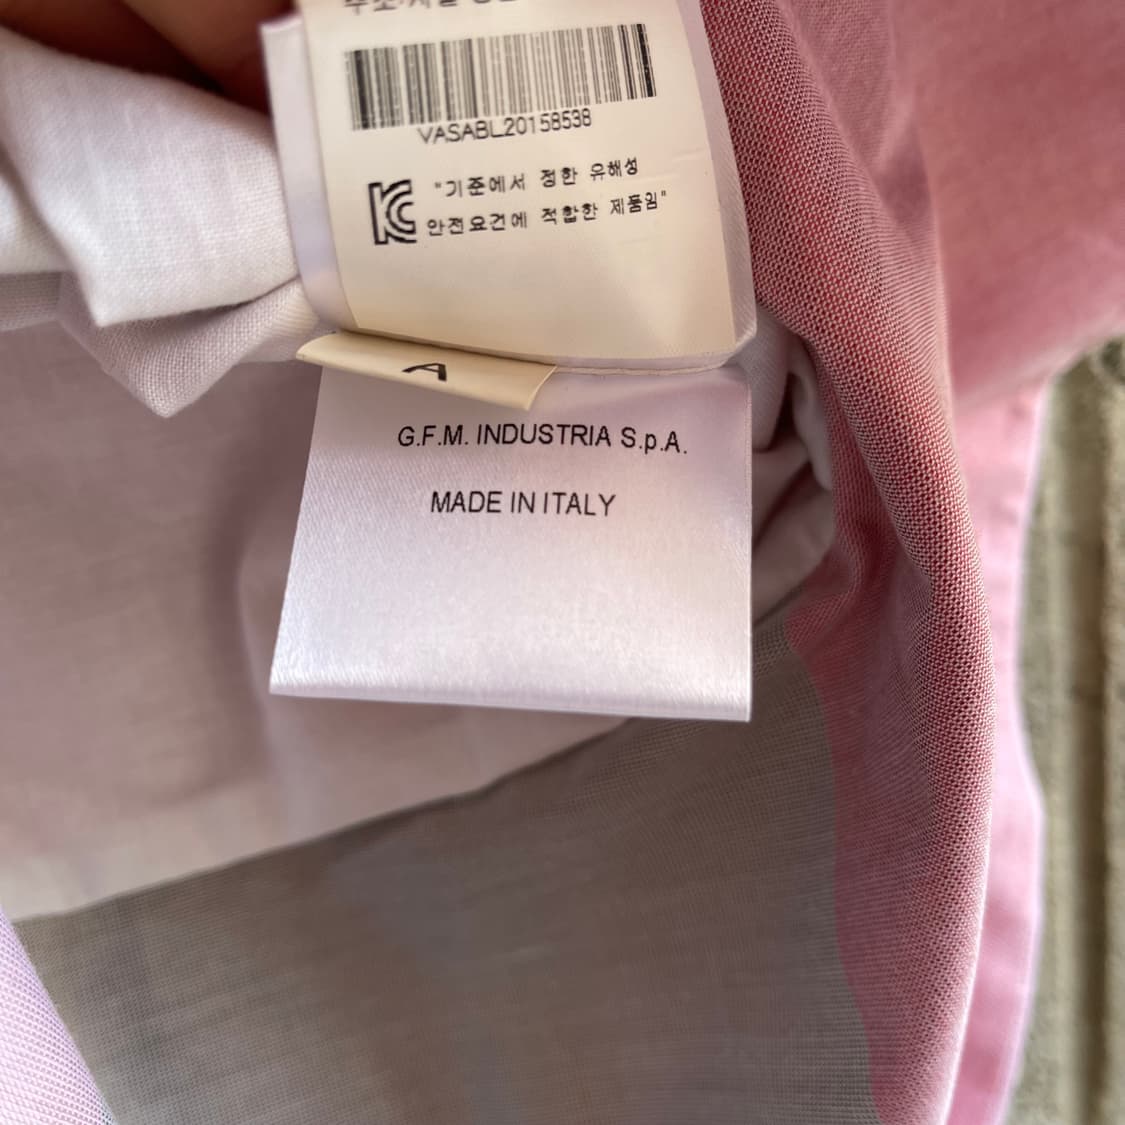 VASABL20158538
KC "기준에서 정한 유해성
안전요건에 적합한 제품임"
A
G.F.M. INDUSTRIA S.p.A.
MADE IN ITALY